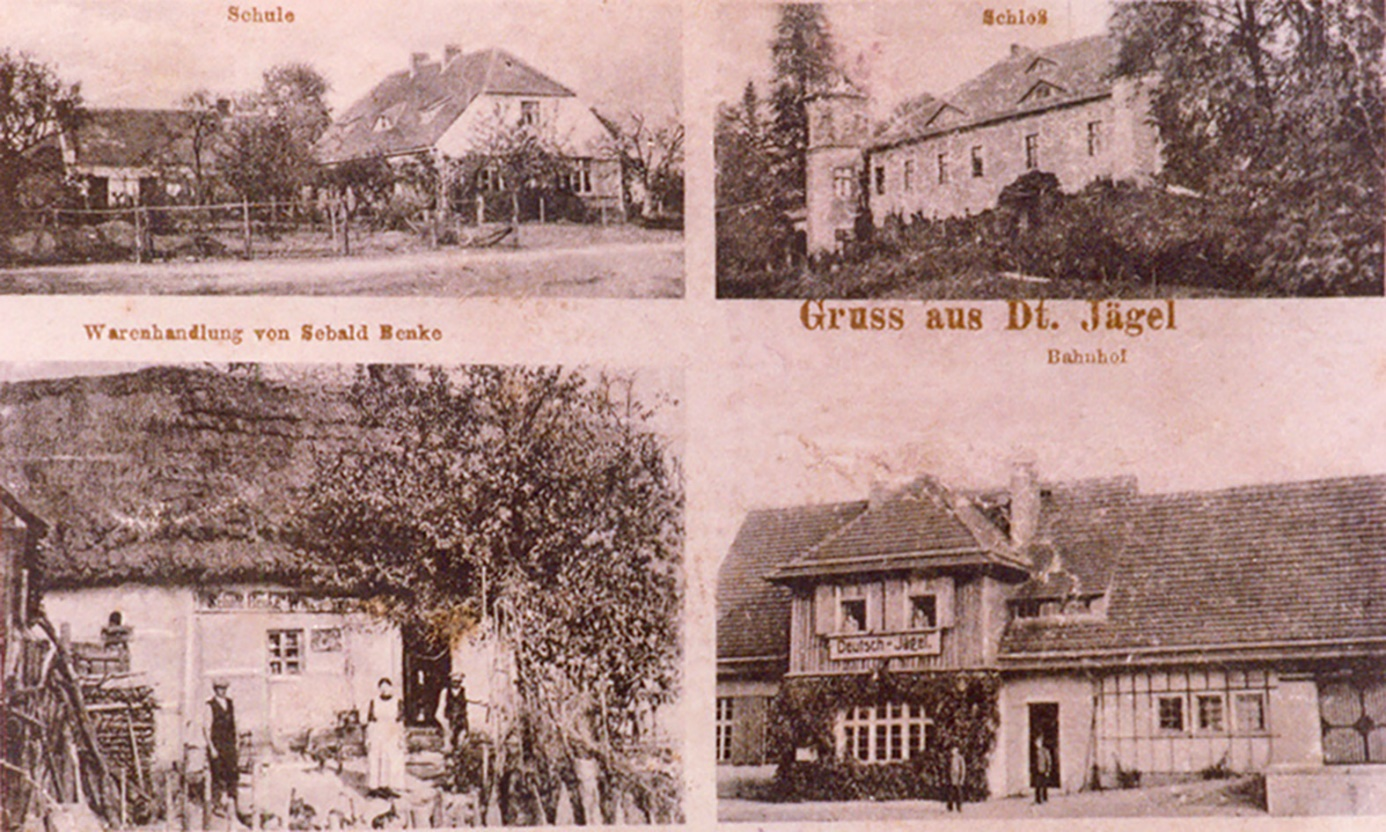 Schule
Schloß
Warenhandlung von Sebald Benke
Gruss aus Dt. Jägel
Bahnhof
Deutsch-Jägel